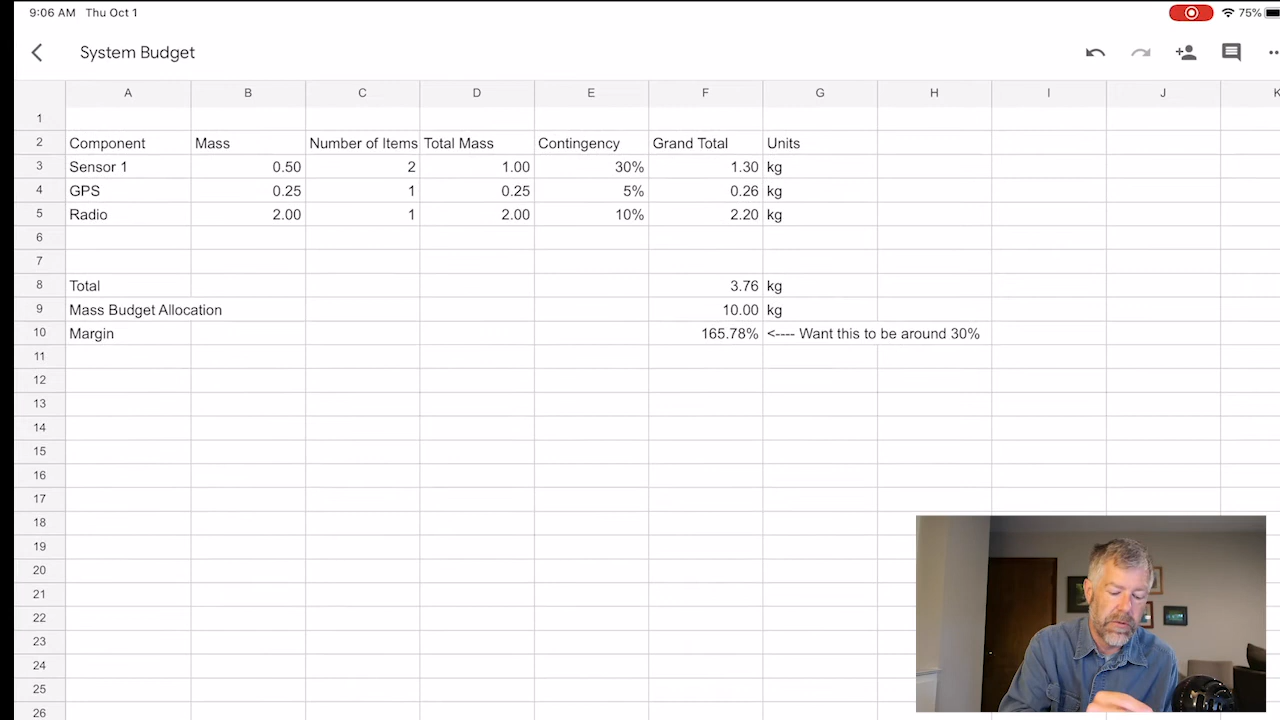 9:06 AM Thu Oct 1 75%
System Budget
A B C D E F G H I J K
1
2 Component Mass Number of Items Total Mass Contingency Grand Total Units
3 Sensor 1 0.50 2 1.00 30% 1.30 kg
4 GPS 0.25 1 0.25 5% 0.26 kg
5 Radio 2.00 1 2.00 10% 2.20 kg
6
7
8 Total 3.76 kg
9 Mass Budget Allocation 10.00 kg
10 Margin 165.78% <---- Want this to be around 30%
11
12
13
14
15
16
17
18
19
20
21
22
23
24
25
26